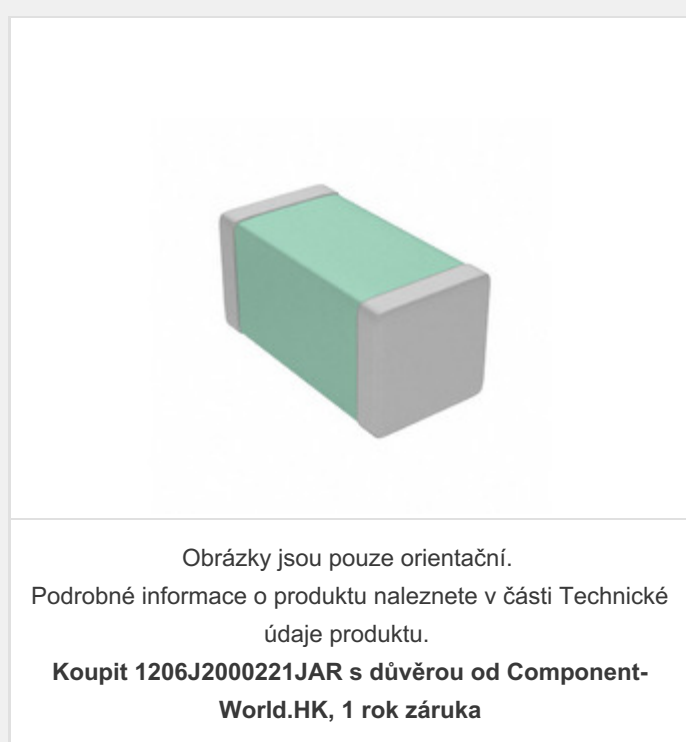 Obrázky jsou pouze orientační.
Podrobné informace o produktu naleznete v části Technické
údaje produktu.
Koupit 1206J2000221JAR s důvěrou od Component-
World.HK, 1 rok záruka